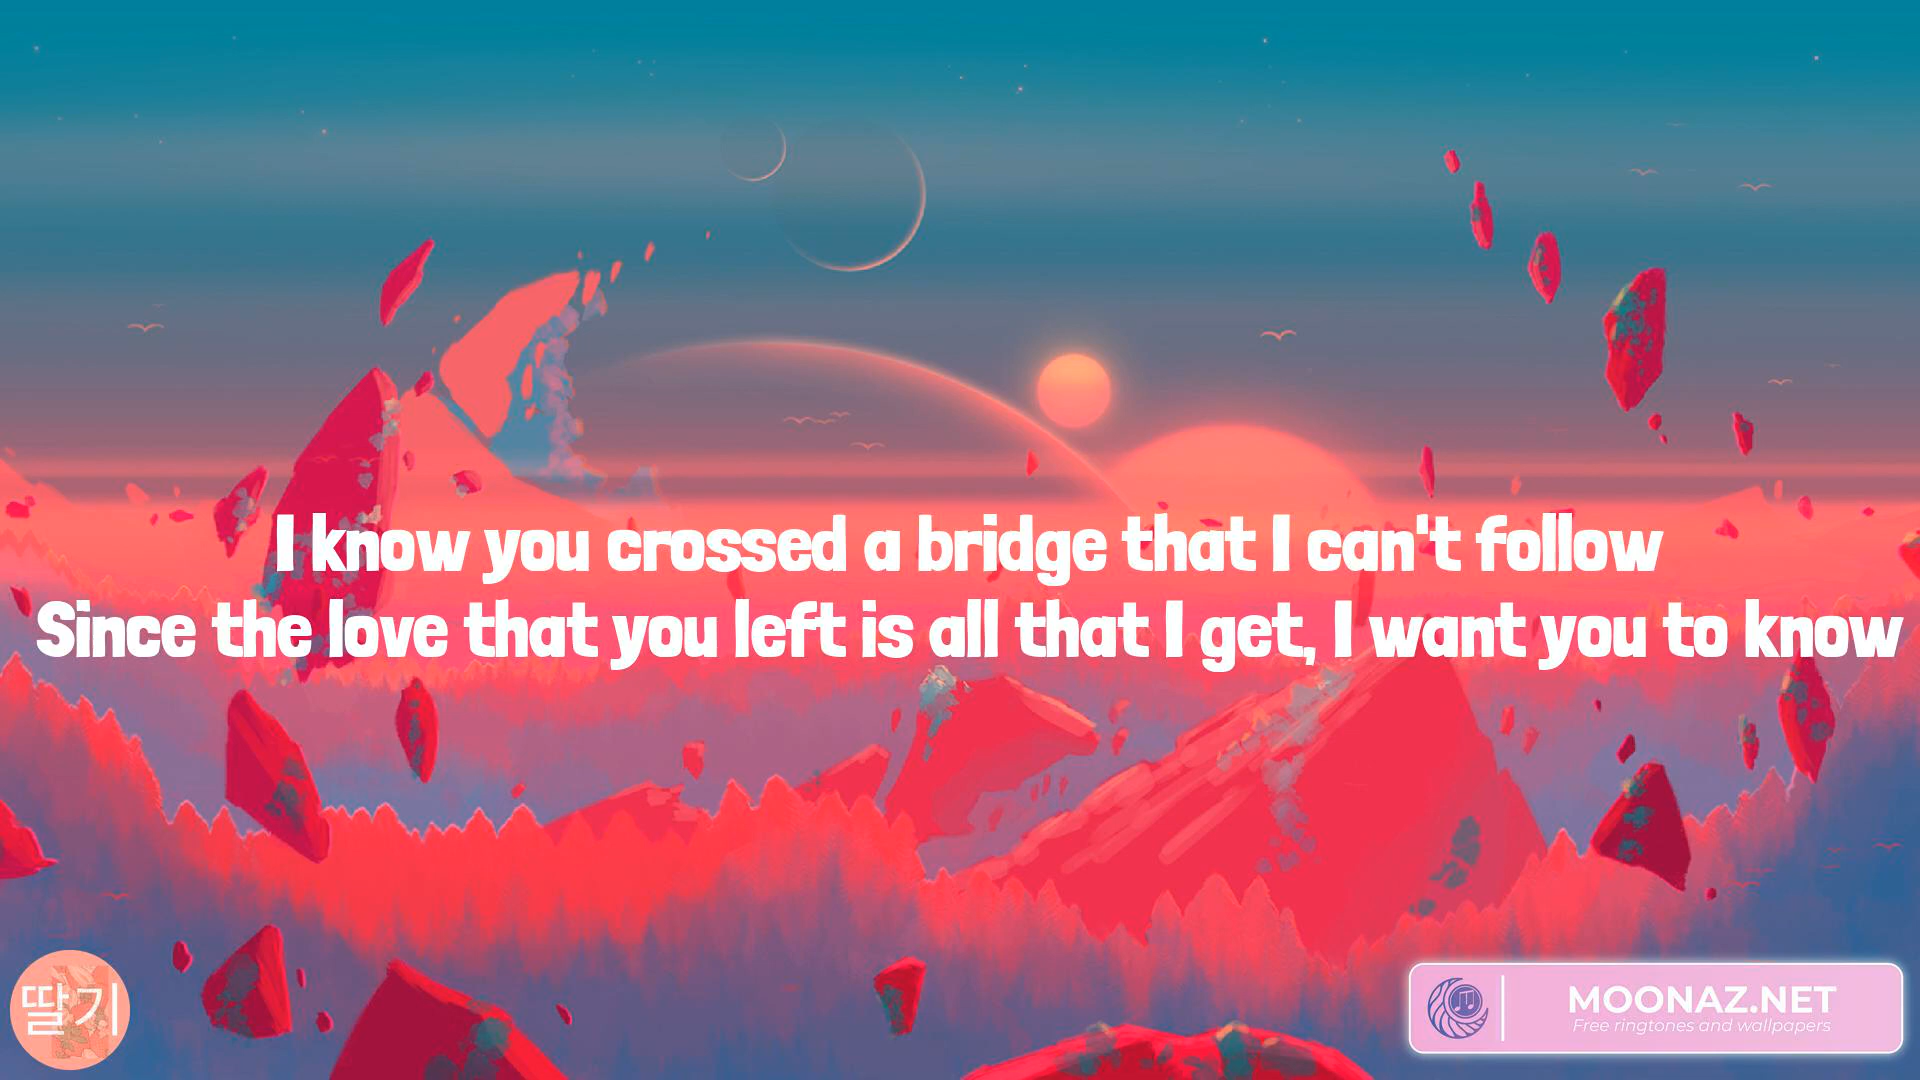 I know you crossed a bridge that I can't follow
Since the love that you left is all that I get, I want you to know
딸기
MOONAZ.NET
Free ringtones and wallpapers